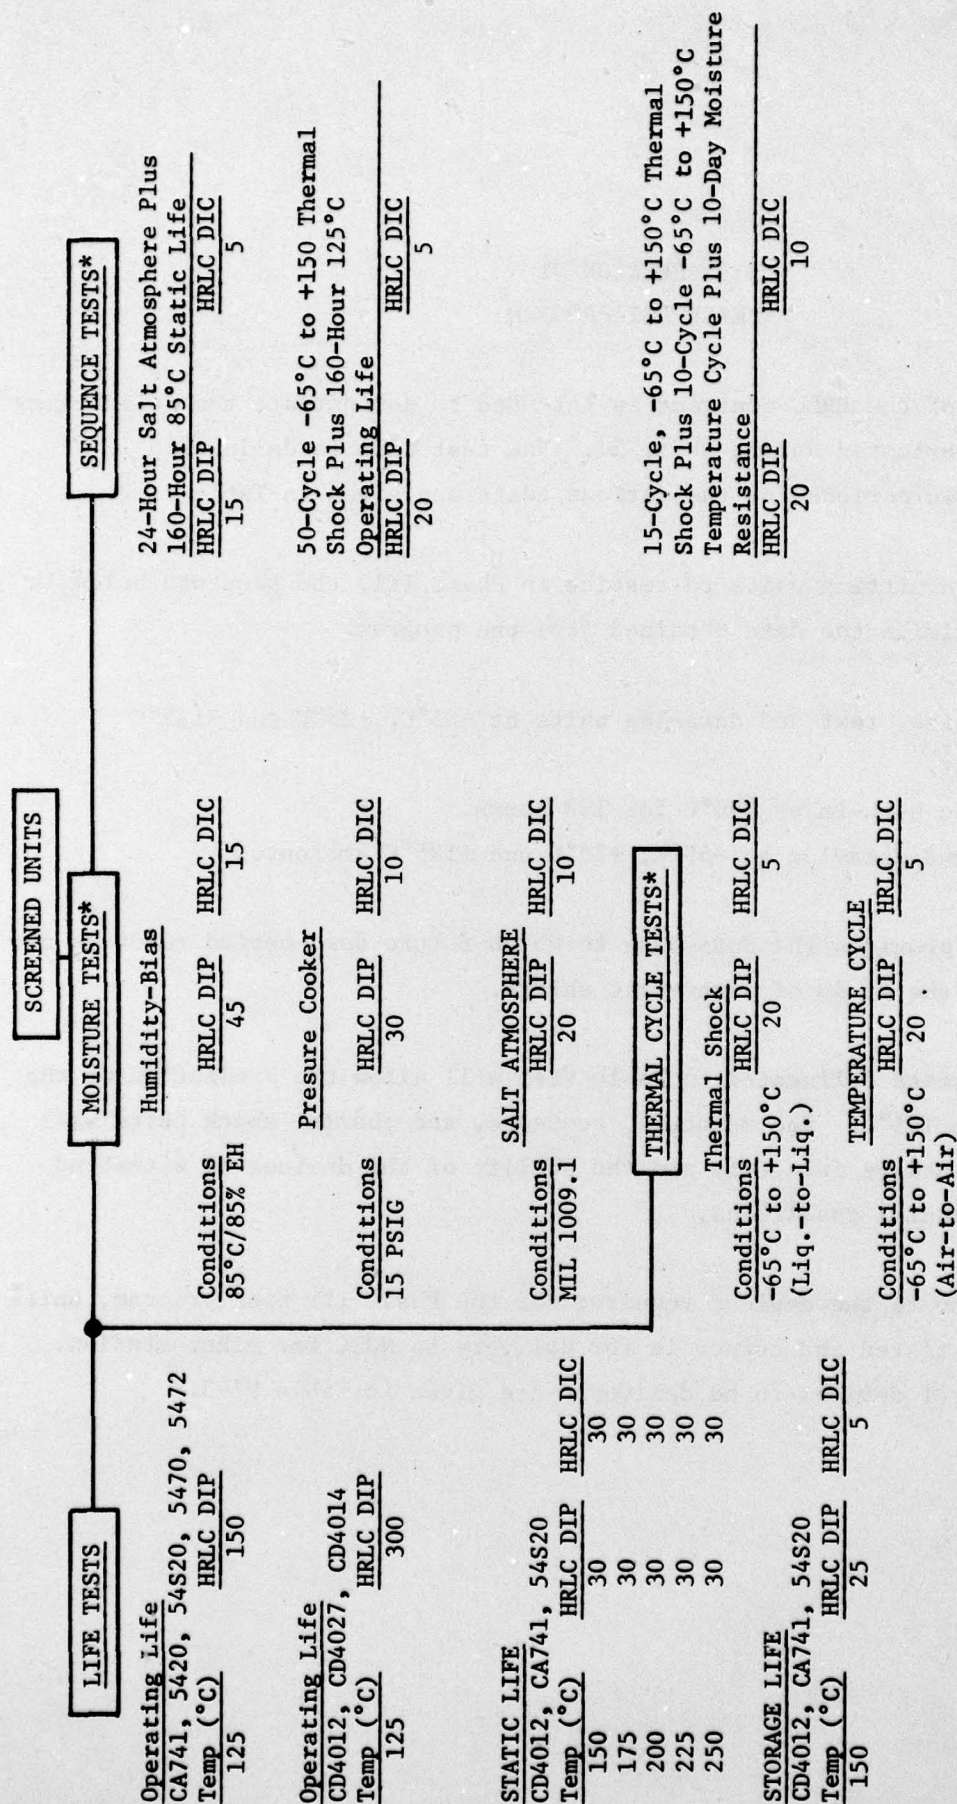 SCREENED UNITS
LIFE TESTS
Operating Life
CA741, 5420, 54S20, 5470, 5472
Temp (°C) HRLC DIP
125 150
Operating Life
CD4012, CD4027, CD4014
Temp (°C) HRLC DIP
125 300
STATIC LIFE
CD4012, CA741, 54S20
Temp (°C) HRLC DIP HRLC DIC
150 30 30
175 30 30
200 30 30
225 30 30
250 30 30
STORAGE LIFE
CD4012, CA741, 54S20
Temp (°C) HRLC DIP HRLC DIC
150 25 5
MOISTURE TESTS*
Humidity-Bias
Conditions HRLC DIP HRLC DIC
85°C/85% EH 45 15
Presure Cooker
Conditions HRLC DIP HRLC DIC
15 PSIG 30 10
SALT ATMOSPHERE
Conditions HRLC DIP HRLC DIC
MIL 1009.1 20 10
THERMAL CYCLE TESTS*
Thermal Shock
Conditions HRLC DIP HRLC DIC
-65°C to -150°C 20 5
(Liq.-to-Liq.)
TEMPERATURE CYCLE
Conditions HRLC DIP HRLC DIC
-65°C to +150°C 20 5
(Air-to-Air)
SEQUENCE TESTS*
24-Hour Salt Atmosphere Plus
160-Hour 85°C Static Life
HRLC DIP HRLC DIC
15 5
50-Cycle -65°C to +150 Thermal
Shock Plus 160-Hour 125°C
Operating Life
HRLC DIP HRLC DIC
20 5
15-Cycle, -65°C to +150°C Thermal
Shock Plus 10-Cycle -65°C to +150°C
Temperature Cycle Plus 10-Day Moisture
Resistance
HRLC DIP HRLC DIC
20 10